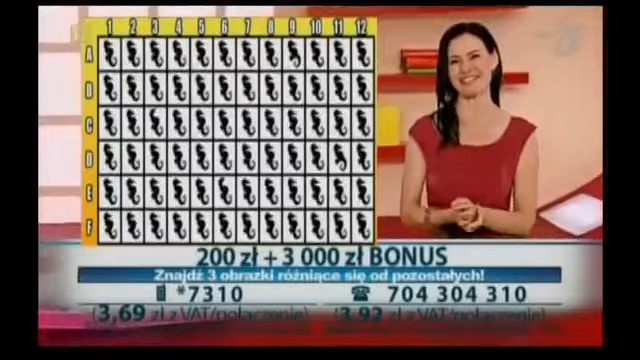 1 2 3 4 5 6 7 8 9 10 11 12
A
B
C
D
E
F
200 zł + 3 000 zł BONUS
Znajdź 3 obrazki różniące się od pozostałych!
*7310 704 304 310
(3,69 zł z VAT/połączenie) (3,92 zł z VAT/połączenie)